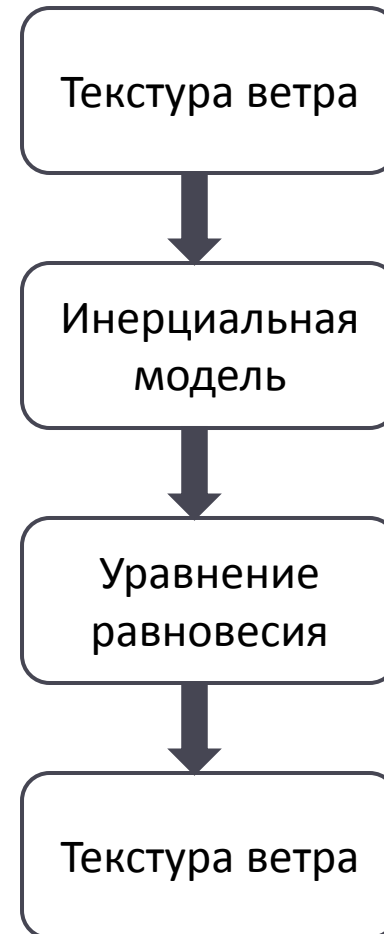 Текстура ветра
Инерциальная
модель
Уравнение
равновесия
Текстура ветра